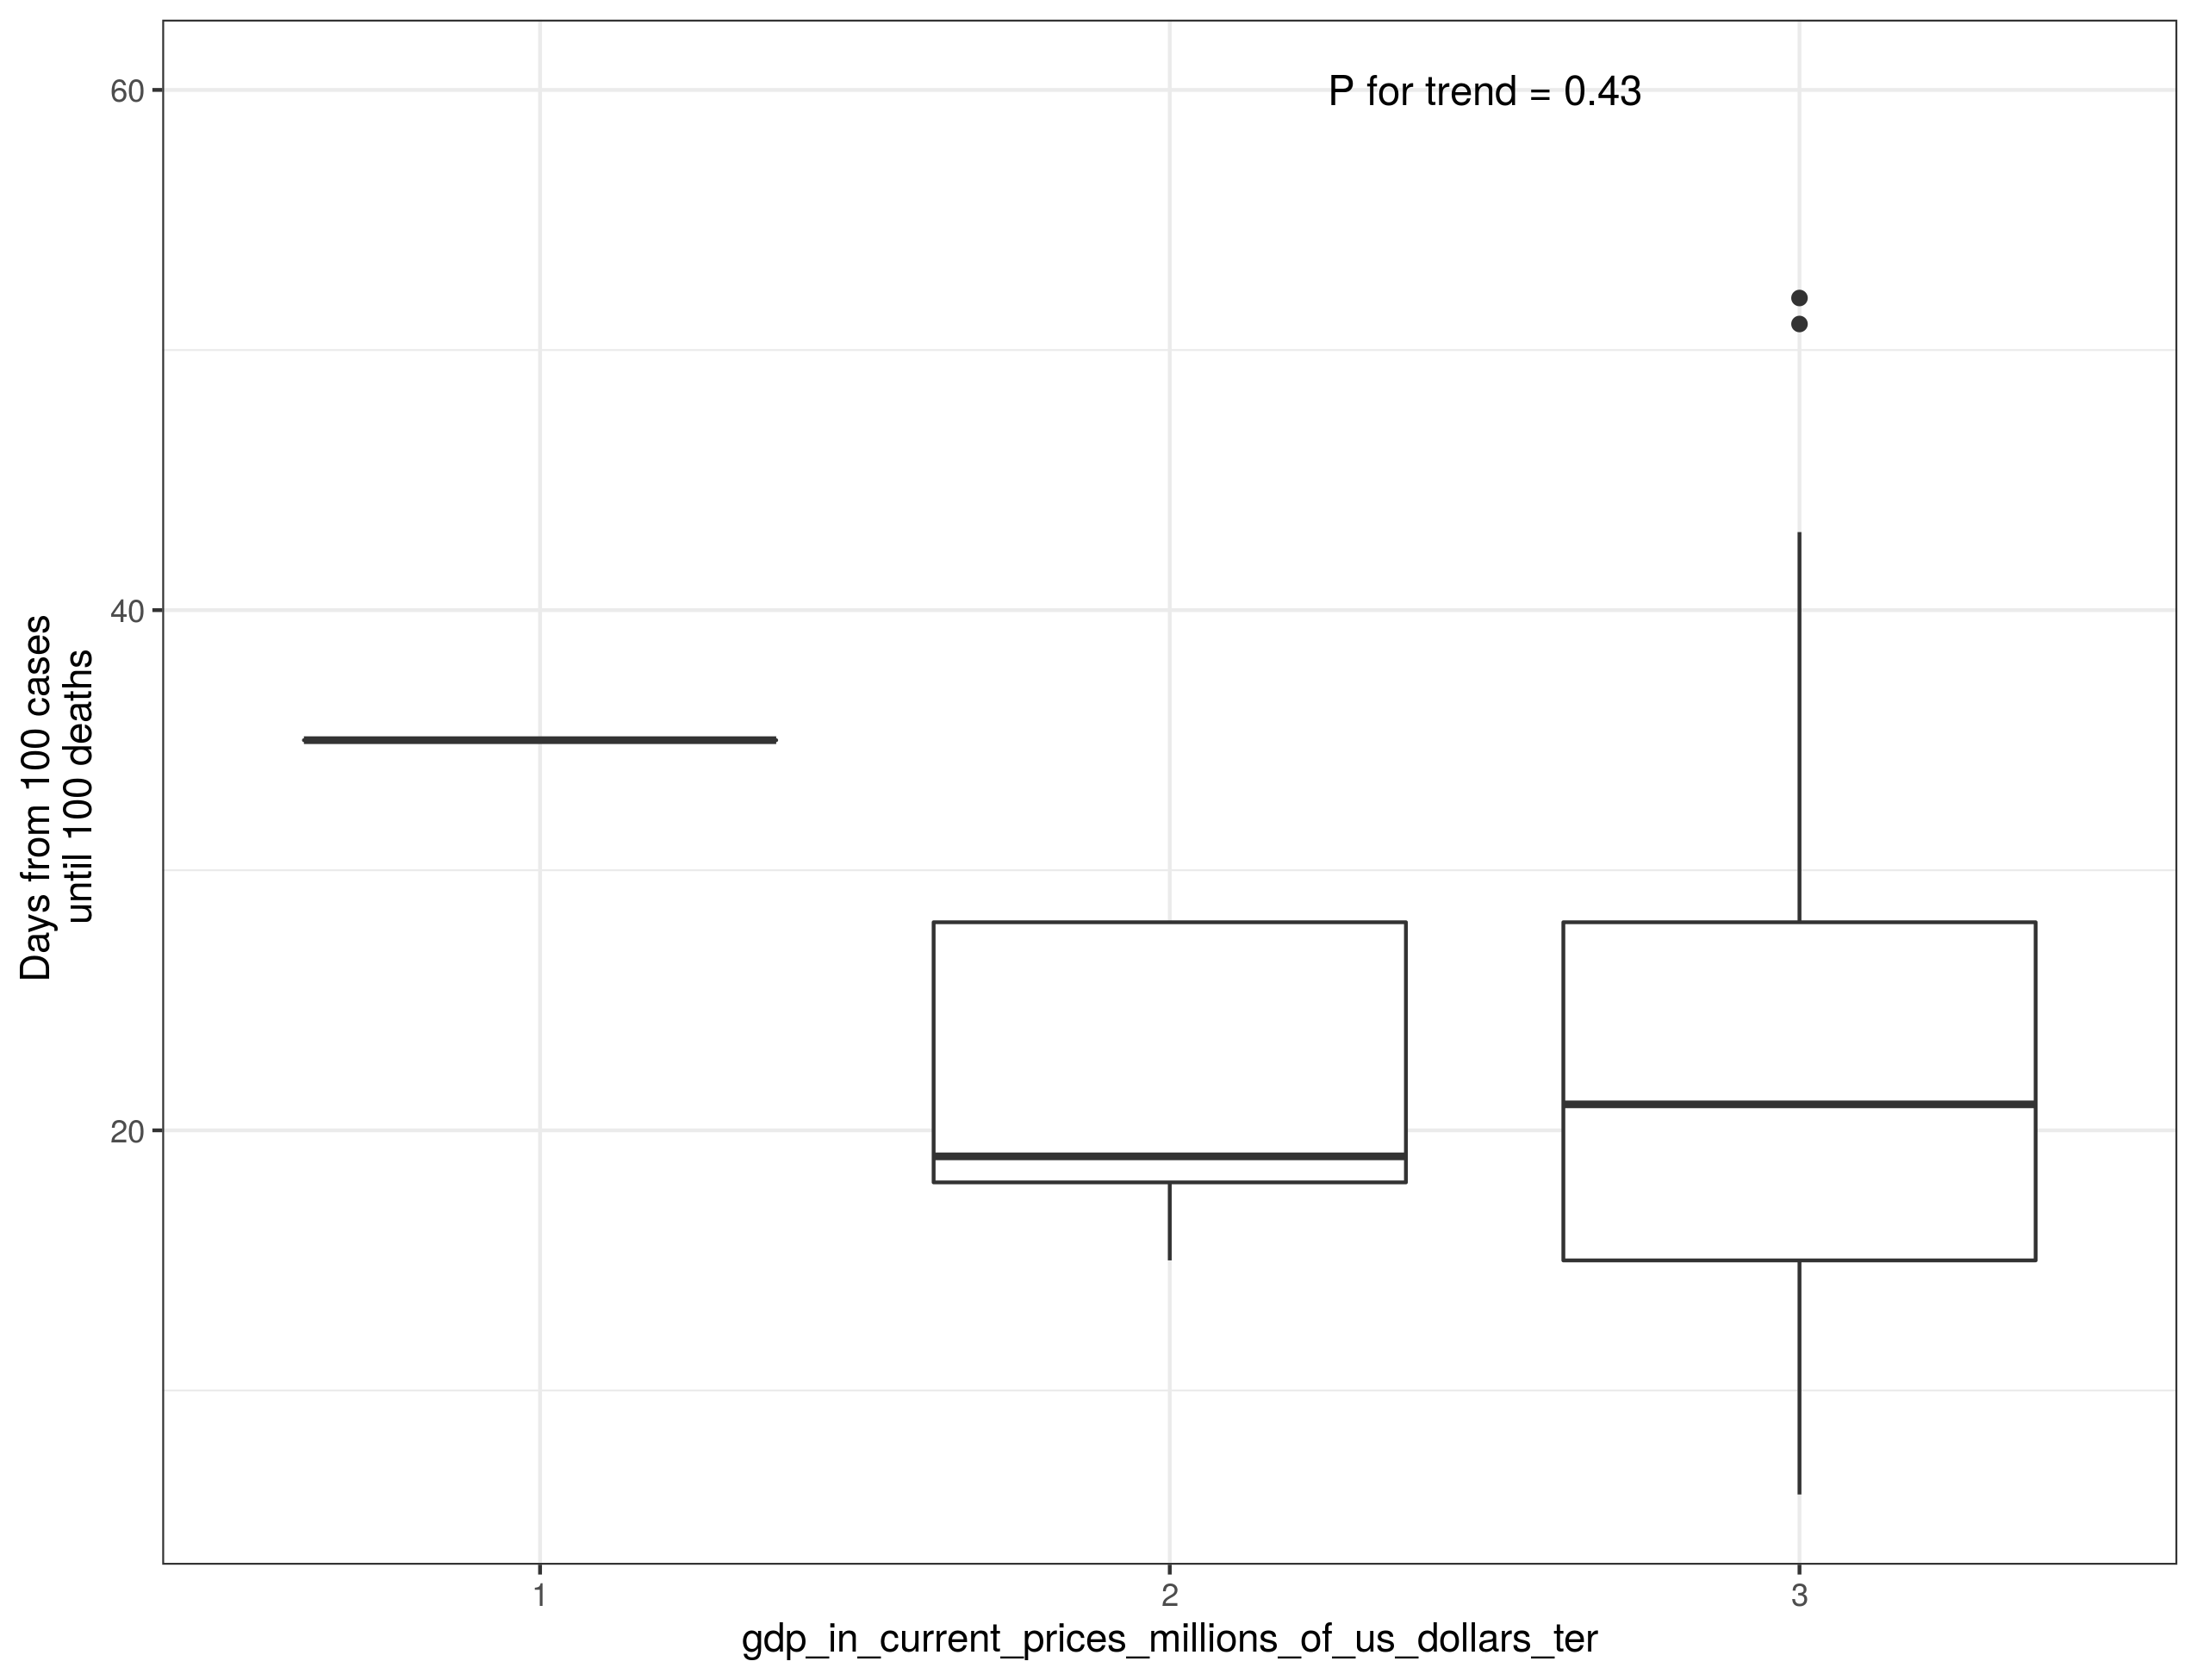 P for trend = 0.43
60
40
20
Days from 100 cases
until 100 deaths
1
2
3
gdp_in_current_prices_millions_of_us_dollars_ter